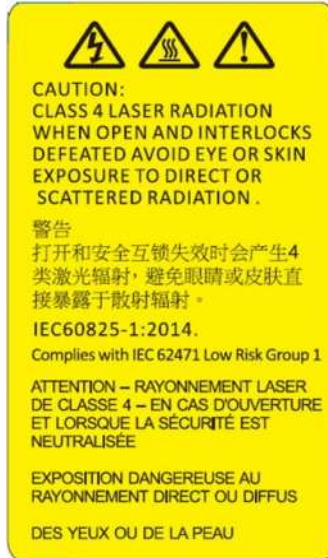 CAUTION:
CLASS 4 LASER RADIATION
WHEN OPEN AND INTERLOCKS
DEFEATED AVOID EYE OR SKIN
EXPOSURE TO DIRECT OR
SCATTERED RADIATION .
警告
打开和安全互锁失效时会产生4
类激光辐射，避免眼睛或皮肤直
接暴露于散射辐射。
IEC60825-1:2014.
Complies with IEC 62471 Low Risk Group 1
ATTENTION – RAYONNEMENT LASER
DE CLASSE 4 – EN CAS D'OUVERTURE
ET LORSQUE LA SÉCURITÉ EST
NEUTRALISÉE
EXPOSITION DANGEREUSE AU
RAYONNEMENT DIRECT OU DIFFUS
DES YEUX OU DE LA PEAU